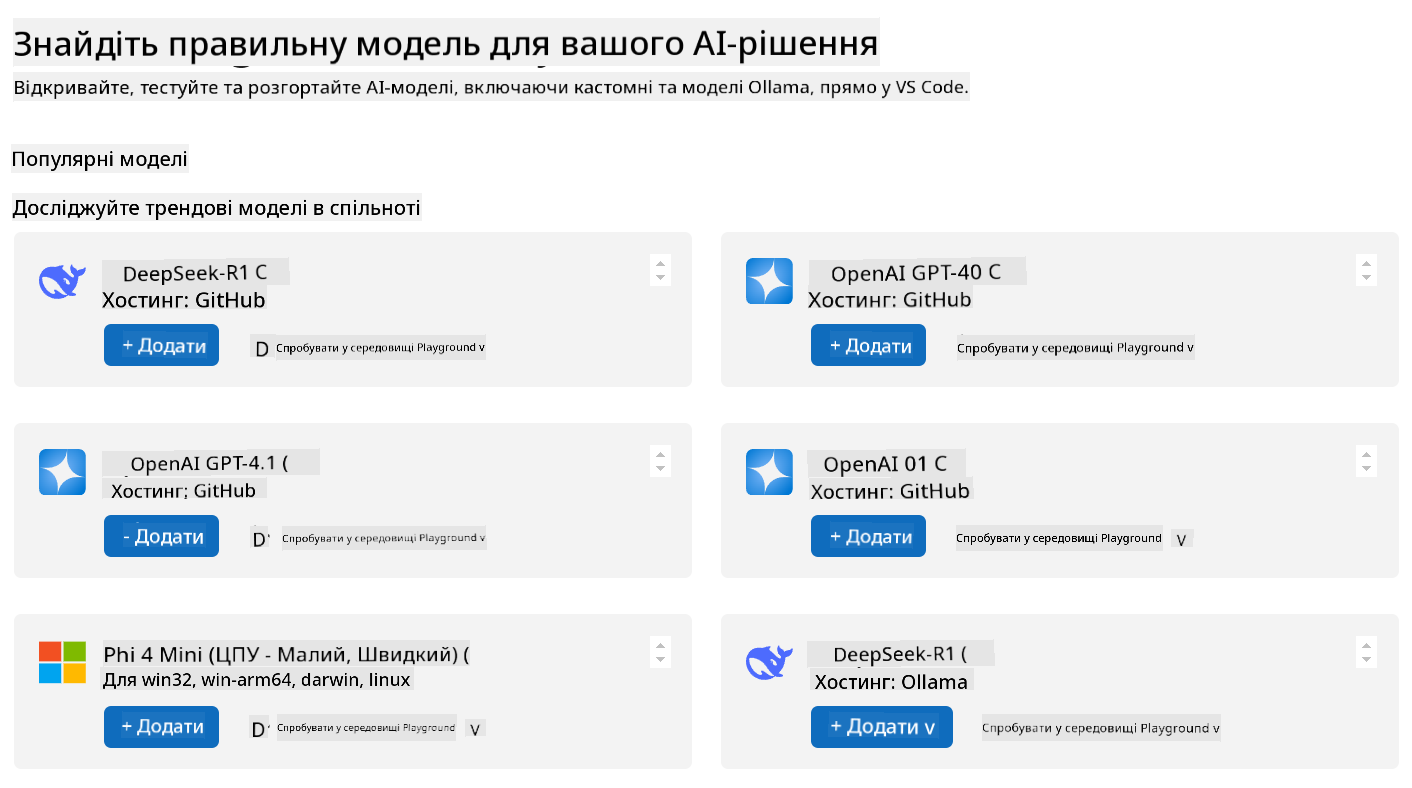 Знайдіть правильну модель для вашого AI-рішення
Відкривайте, тестуйте та розгортайте AI-моделі, включаючи кастомні та моделі Ollama, прямо у VS Code.
Популярні моделі
Досліджуйте трендові моделі в спільноті
DeepSeek-R1 C
Хостинг: GitHub
+ Додати
D Спробувати у середовищі Playground v
OpenAI GPT-40 C
Хостинг: GitHub
+ Додати
Спробувати у середовищі Playground v
OpenAI GPT-4.1 (
Хостинг; GitHub
- Додати
D Спробувати у середовищі Playground v
OpenAI 01 C
Хостинг: GitHub
+ Додати
Спробувати у середовищі Playground v
Phi 4 Mini (ЦПУ - Малий, Швидкий) (
Для win32, win-arm64, darwin, linux
+ Додати
D Спробувати у середовищі Playground v
DeepSeek-R1 (
Хостинг: Ollama
+ Додати v
Спробувати у середовищі Playground v